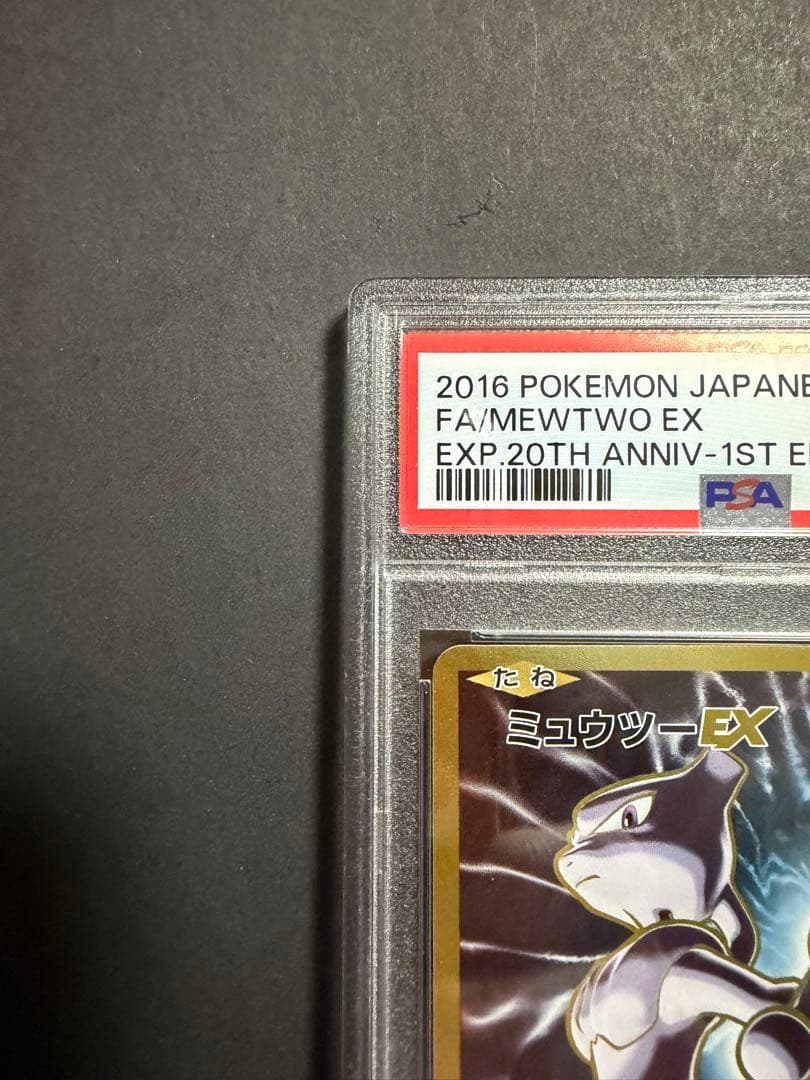 2016 POKEMON JAPANE
FA/MEWTWO EX
EXP.20TH ANNIV-1ST E
PSA
たね
ミュウツーEX